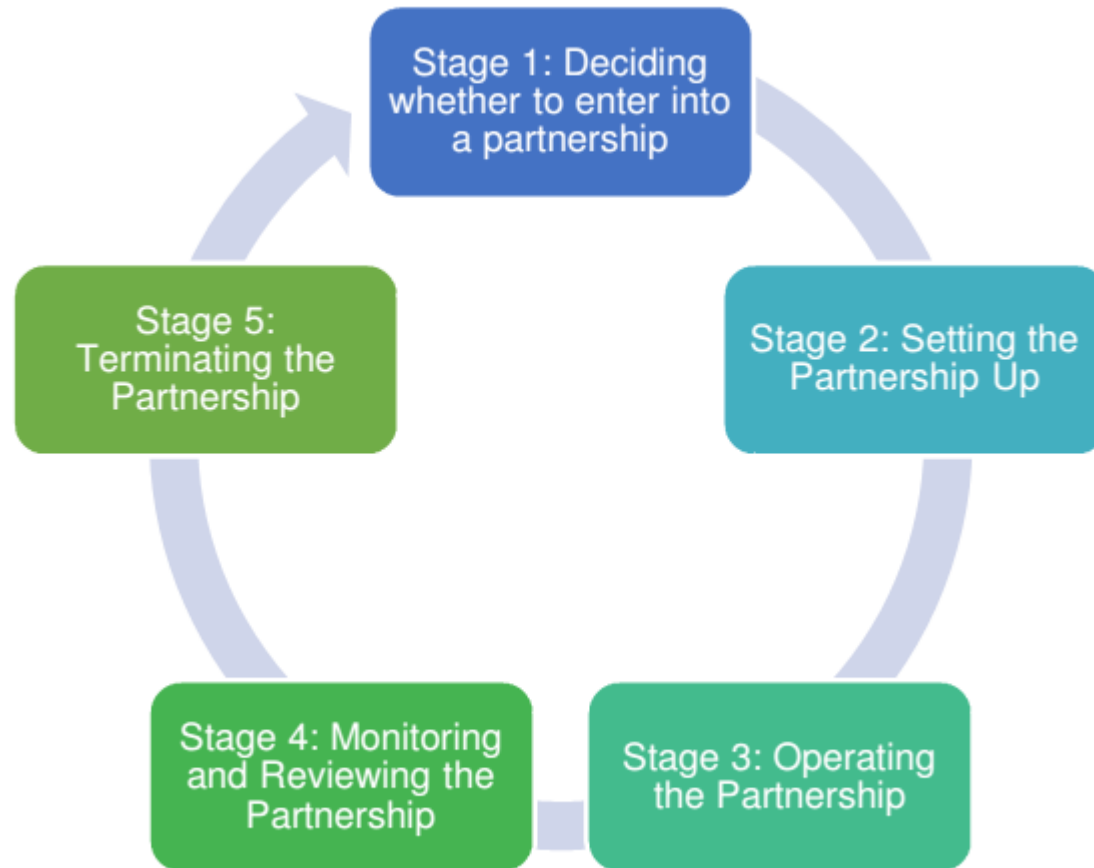 Stage 1: Deciding
whether to enter into
a partnership
Stage 2: Setting the
Partnership Up
Stage 3: Operating
the Partnership
Stage 4: Monitoring
and Reviewing the
Partnership
Stage 5:
Terminating the
Partnership